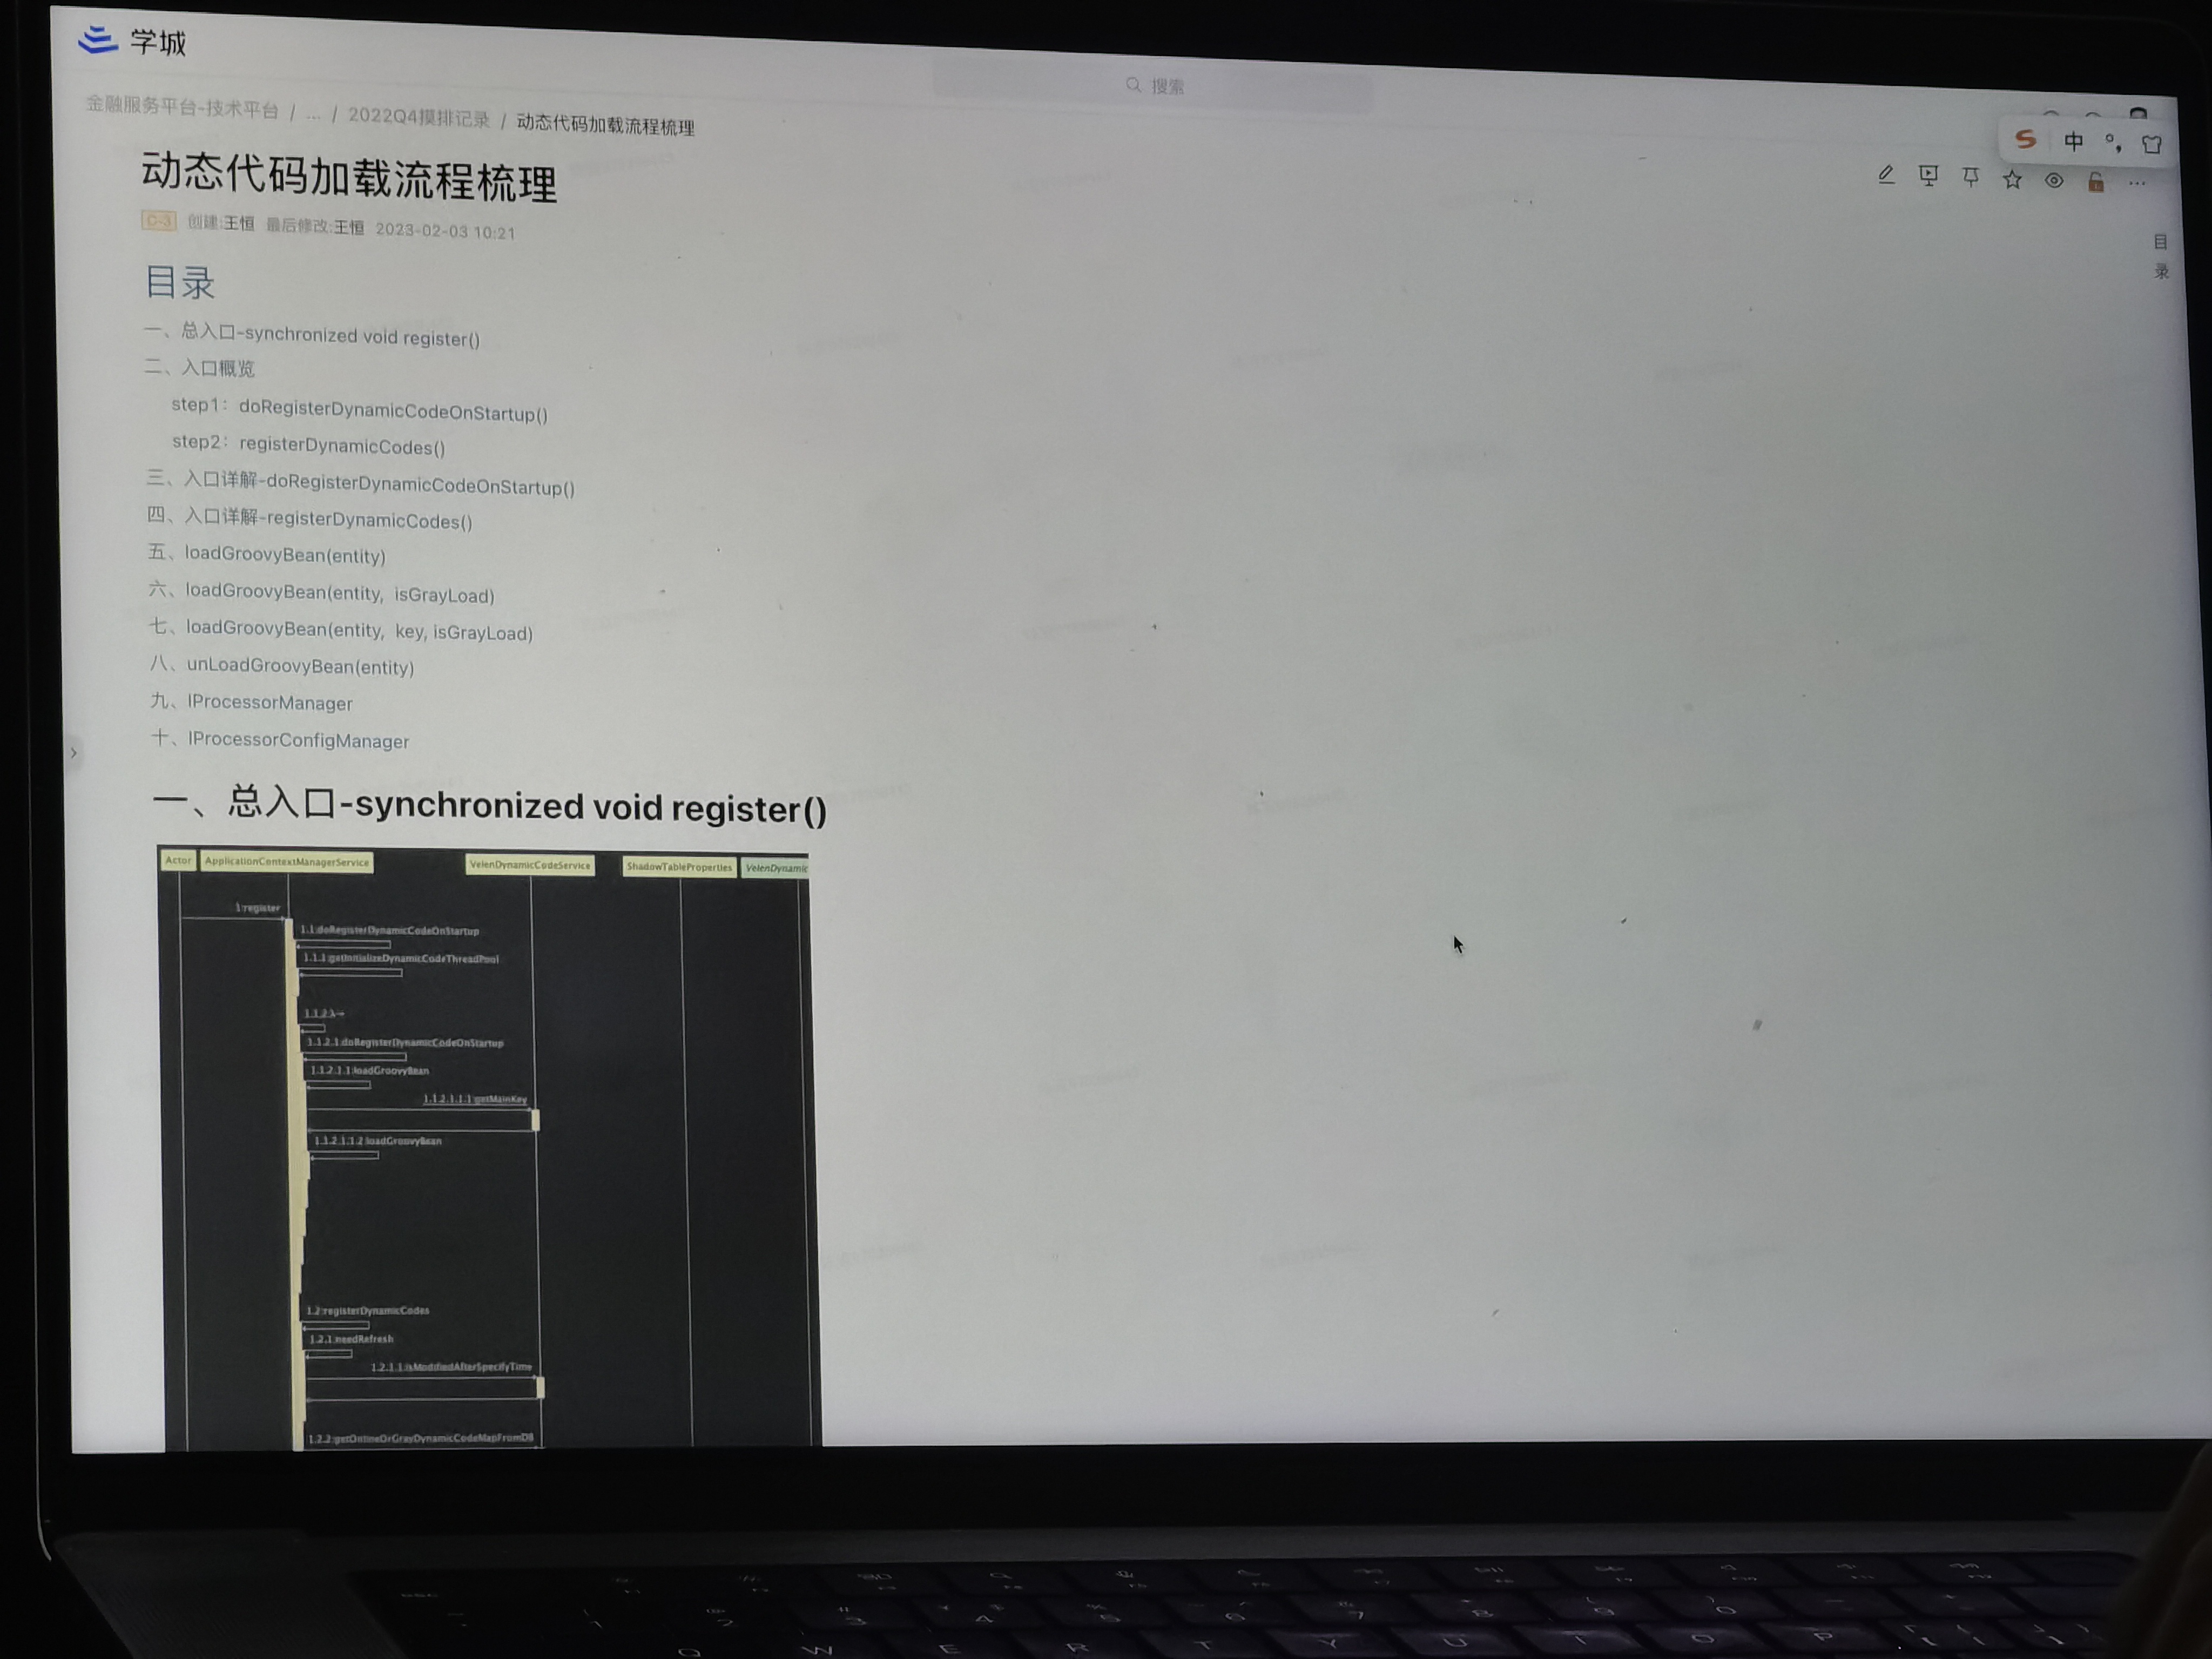 学城
搜索
金融服务平台-技术平台 / ... / 2022Q4摸排记录 / 动态代码加载流程梳理
S 中 °,
动态代码加载流程梳理
C-3 创建:王恒 最后修改:王恒 2023-02-03 10:21
目录
目录
一、总入口-synchronized void register()
二、入口概览
step1：doRegisterDynamicCodeOnStartup()
step2：registerDynamicCodes()
三、入口详解-doRegisterDynamicCodeOnStartup()
四、入口详解-registerDynamicCodes()
五、loadGroovyBean(entity)
六、loadGroovyBean(entity, isGrayLoad)
七、loadGroovyBean(entity, key, isGrayLoad)
八、unLoadGroovyBean(entity)
九、IProcessorManager
十、IProcessorConfigManager
一、总入口-synchronized void register()
Actor ApplicationContextManagerService VelenDynamicCodeService ShadowTableProperties VelenDynamic
1:register
1.1:doRegisterDynamicCodeOnStartup
1.1.1:getInitializeDynamicCodeThreadPool
1.1.2:λ→
1.1.2.1:doRegisterDynamicCodeOnStartup
1.1.2.1.1:loadGroovyBean
1.1.2.1.1.1:getMainKey
1.1.2.1.1.2:loadGroovyBean
1.2:registerDynamicCodes
1.2.1:needRefresh
1.2.1.1:isModifiedAfterSpecifyTime
1.2.2:getOnlineOrGrayDynamicCodeMapFromDB
3 4 5 6 7 8 9 0
Q W E R T Y U I O P